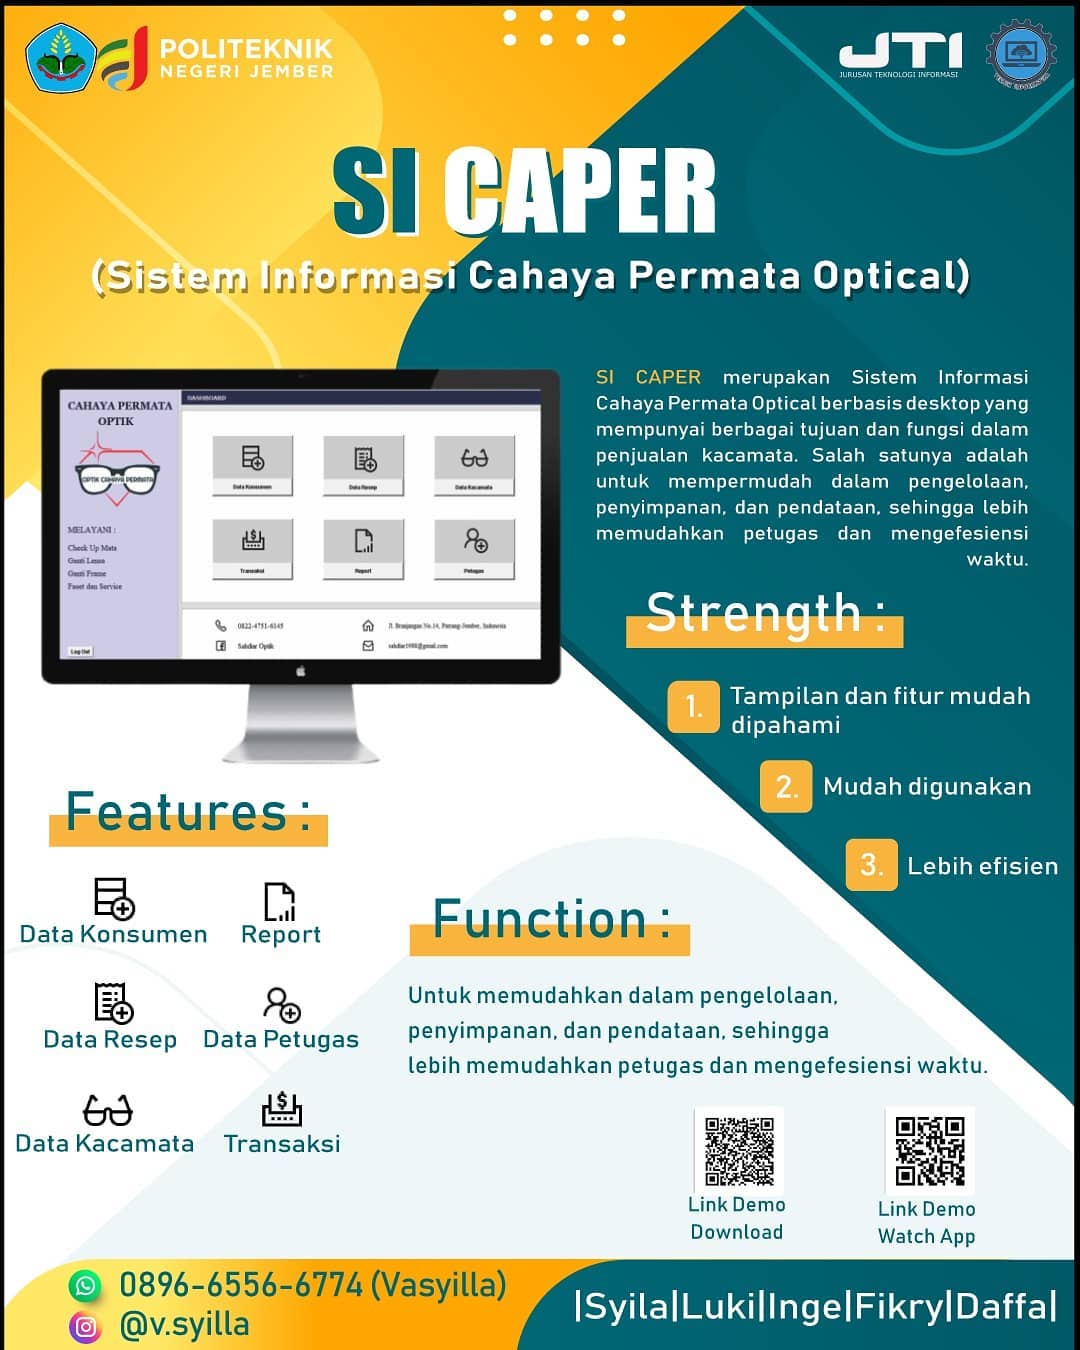 POLITEKNIK
NEGERI JEMBER
JTI
JURUSAN TEKNOLOGI INFORMASI
SI CAPER
(Sistem Informasi Cahaya Permata Optical)
CAHAYA PERMATA
OPTIK
OPTIK CAHAYA PERMATA
MELAYANI :
Check Up Mata
Ganti Lensa
Ganti Frame
Faset dan Service
Log Out
DASHBOARD
Data Konsumen
Data Resep
Data Kacamata
Transaksi
Report
Petugas
0822-4751-6145
Jl. Branjangan No.14, Patrang-Jember, Indonesia
Sahdiar Optik
sahdiar1988@gmail.com
SI CAPER merupakan Sistem Informasi
Cahaya Permata Optical berbasis desktop yang
mempunyai berbagai tujuan dan fungsi dalam
penjualan kacamata. Salah satunya adalah
untuk mempermudah dalam pengelolaan,
penyimpanan, dan pendataan, sehingga lebih
memudahkan petugas dan mengefesiensi
waktu.
Strength :
1. Tampilan dan fitur mudah
dipahami
2. Mudah digunakan
3. Lebih efisien
Features :
Data Konsumen
Report
Data Resep
Data Petugas
Data Kacamata
Transaksi
Function :
Untuk memudahkan dalam pengelolaan,
penyimpanan, dan pendataan, sehingga
lebih memudahkan petugas dan mengefesiensi waktu.
Link Demo
Download
Link Demo
Watch App
0896-6556-6774 (Vasyilla)
@v.syilla
|Syila|Luki|Inge|Fikry|Daffa|